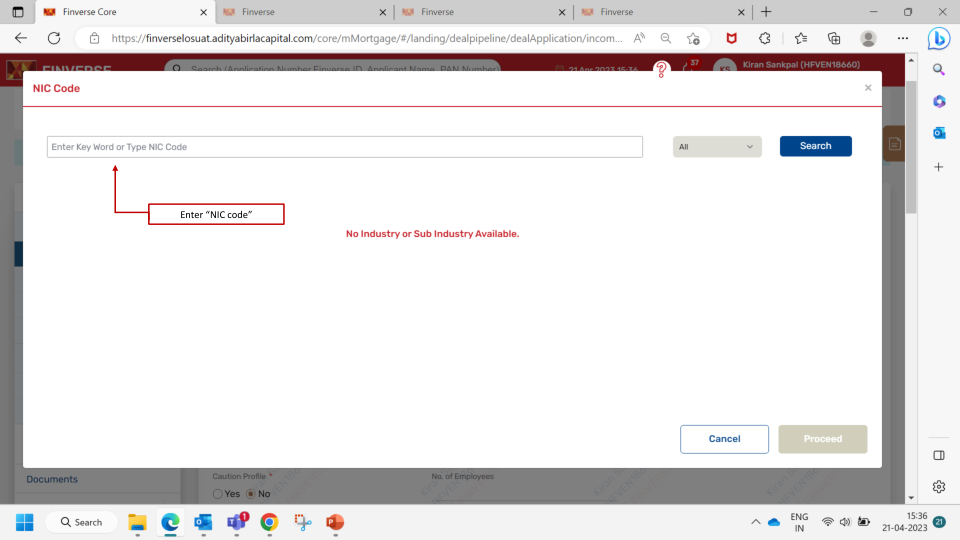 Finverse Core
Finverse
Finverse
Finverse
https://finverselosuat.adityabirlacapital.com/core/mMortgage/#/landing/dealpipeline/dealApplication/incom...
FINVERSE
Search (Application Number Finverse ID, Applicant Name, PAN Number)
21 Apr 2023 15:36
37
KS
Kiran Sankpal (HFVEN18660)
NIC Code
Enter Key Word or Type NIC Code
All
Search
Enter “NIC code”
No Industry or Sub Industry Available.
Cancel
Proceed
Documents
Caution Profile *
No. of Employees
Yes
No
Search
ENG
IN
15:36
21-04-2023
21